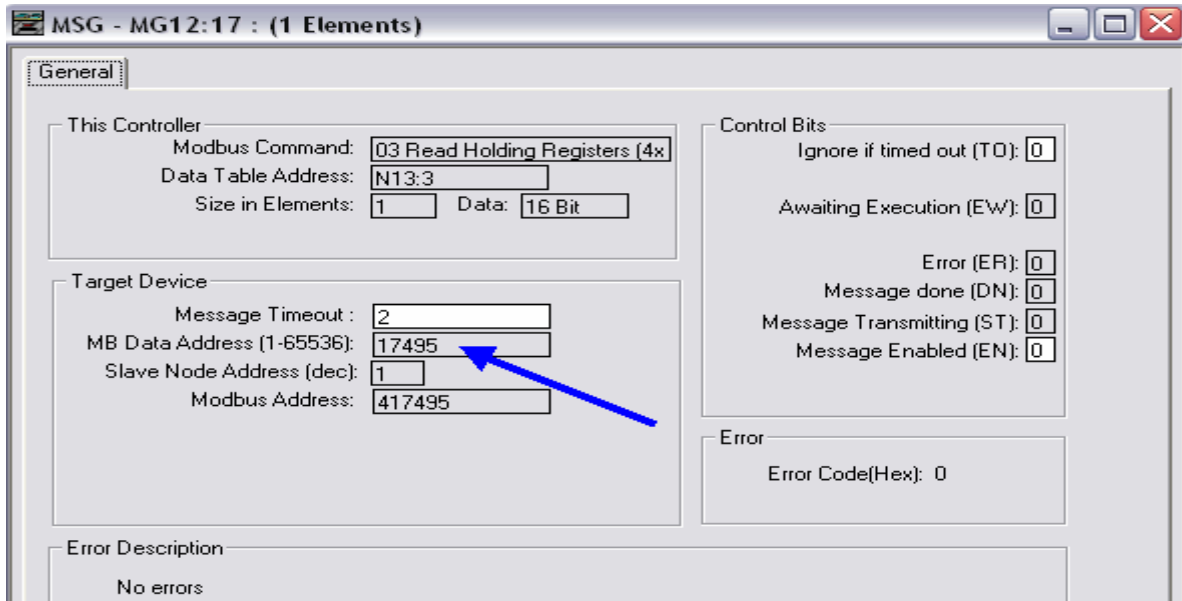 MSG - MG12:17 : (1 Elements)
General
This Controller
Modbus Command: 03 Read Holding Registers (4x
Data Table Address: N13:3
Size in Elements: 1 Data: 16 Bit
Target Device
Message Timeout : 2
MB Data Address (1-65536): 17495
Slave Node Address (dec): 1
Modbus Address: 417495
Control Bits
Ignore if timed out (TO): 0
Awaiting Execution (EW): 0
Error (ER): 0
Message done (DN): 0
Message Transmitting (ST): 0
Message Enabled (EN): 0
Error
Error Code(Hex): 0
Error Description
No errors